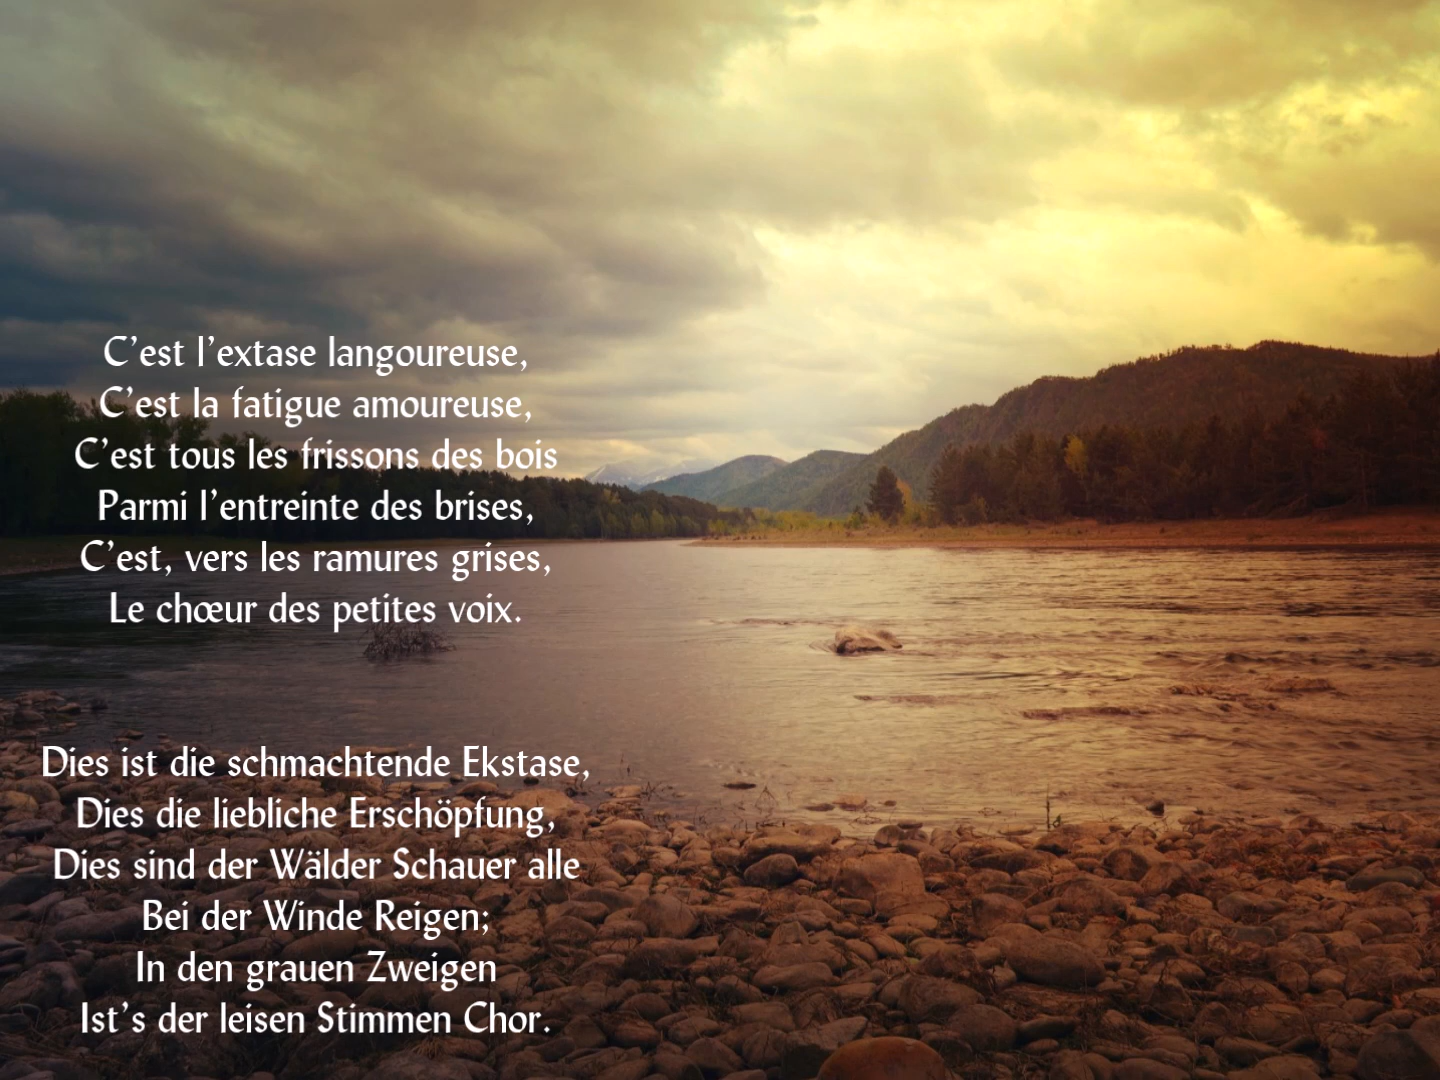 C’est l’extase langoureuse,
C’est la fatigue amoureuse,
C’est tous les frissons des bois
Parmi l’entreinte des brises,
C’est, vers les ramures grises,
Le chœur des petites voix.
Dies ist die schmachtende Ekstase,
Dies die liebliche Erschöpfung,
Dies sind der Wälder Schauer alle
Bei der Winde Reigen;
In den grauen Zweigen
Ist’s der leisen Stimmen Chor.